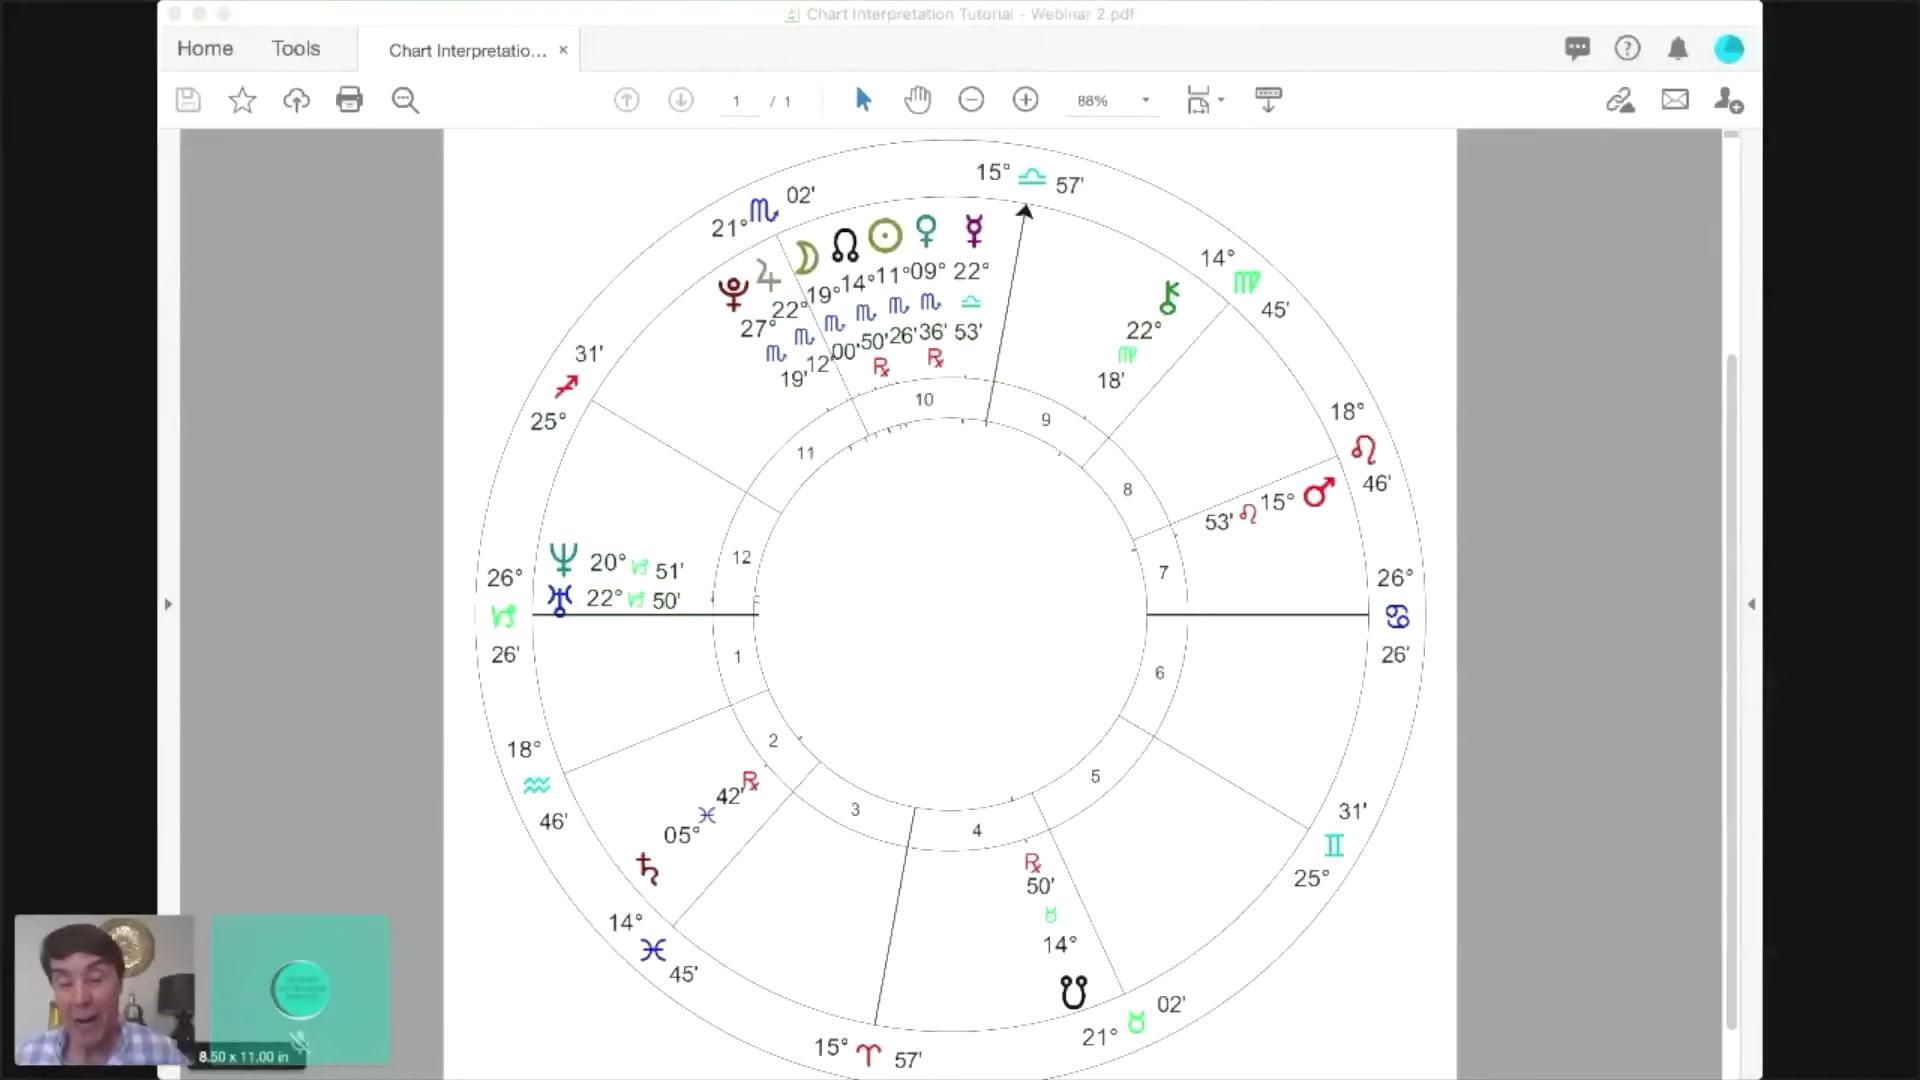 Chart Interpretation Tutorial - Webinar 2.pdf
Home Tools Chart Interpretatio... ×
1 / 1 88%
15° ♎ 57'
21° ♏ 02'
14° ♍ 45'
18° ♌ 46'
26° ♋ 26'
31' ♊ 25°
21° ♉ 02'
15° ♈ 57'
14° ♓ 45'
18° ♒ 46'
26° ♑ 26'
31' ♐ 25°
♇ 27° ♏ 19'
♃ 22° ♏ 12'
☽ 19° ♏ 00'
☊ 14° ♏ 50' ℞
☉ 11° ♏ 26'
♀ 09° ♏ 36' ℞
☿ 22° ♎ 53'
⚷ 22° ♍ 18'
53' ♌ 15° ♂
♆ 20° ♑ 51'
♅ 22° ♑ 50'
♄ 05° ♓ 42' ℞
℞ 50' ♉ 14° ☋
10
9
11
8
12
7
1
6
2
5
3
4
8.50 x 11.00 in